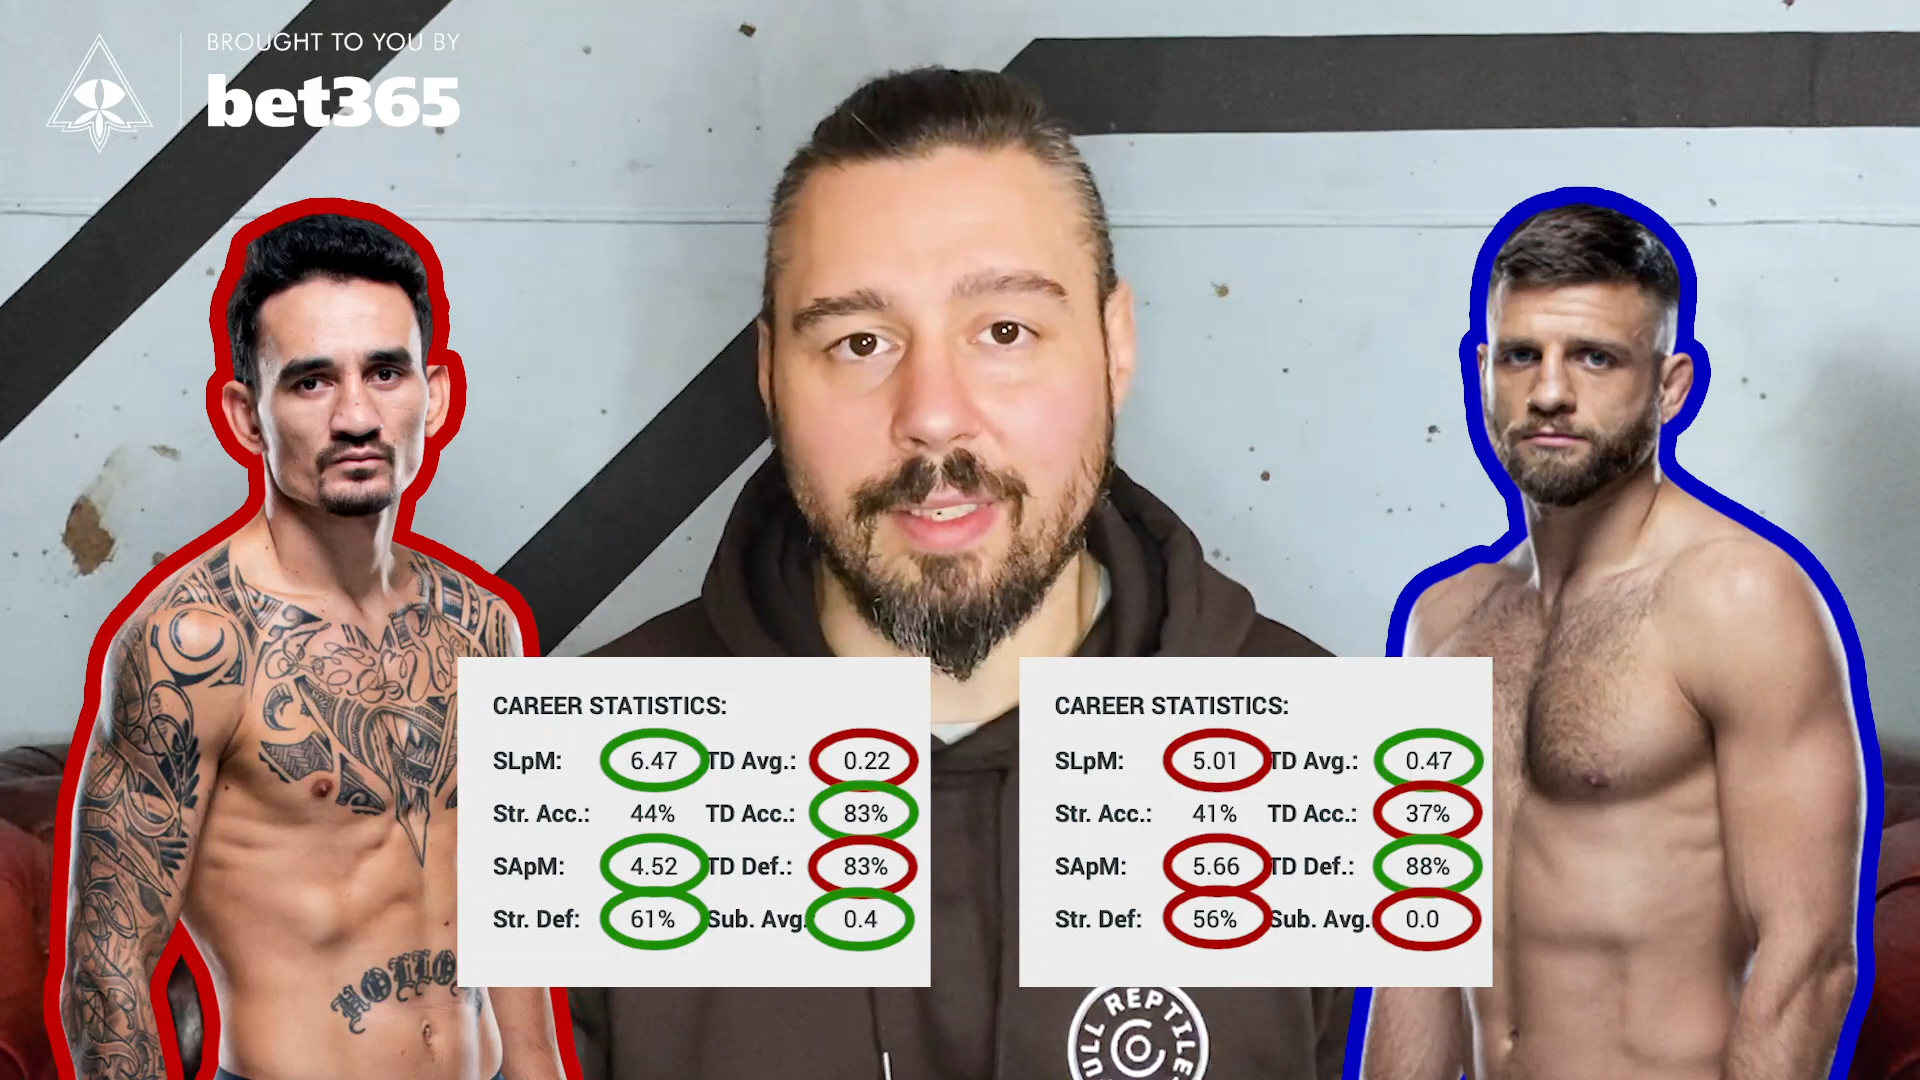 BROUGHT TO YOU BY
bet365
CAREER STATISTICS:
SLpM: 6.47 TD Avg.: 0.22
Str. Acc.: 44% TD Acc.: 83%
SApM: 4.52 TD Def.: 83%
Str. Def: 61% Sub. Avg. 0.4
CAREER STATISTICS:
SLpM: 5.01 TD Avg.: 0.47
Str. Acc.: 41% TD Acc.: 37%
SApM: 5.66 TD Def.: 88%
Str. Def: 56% Sub. Avg. 0.0
HOLLO
ULL REPTILE